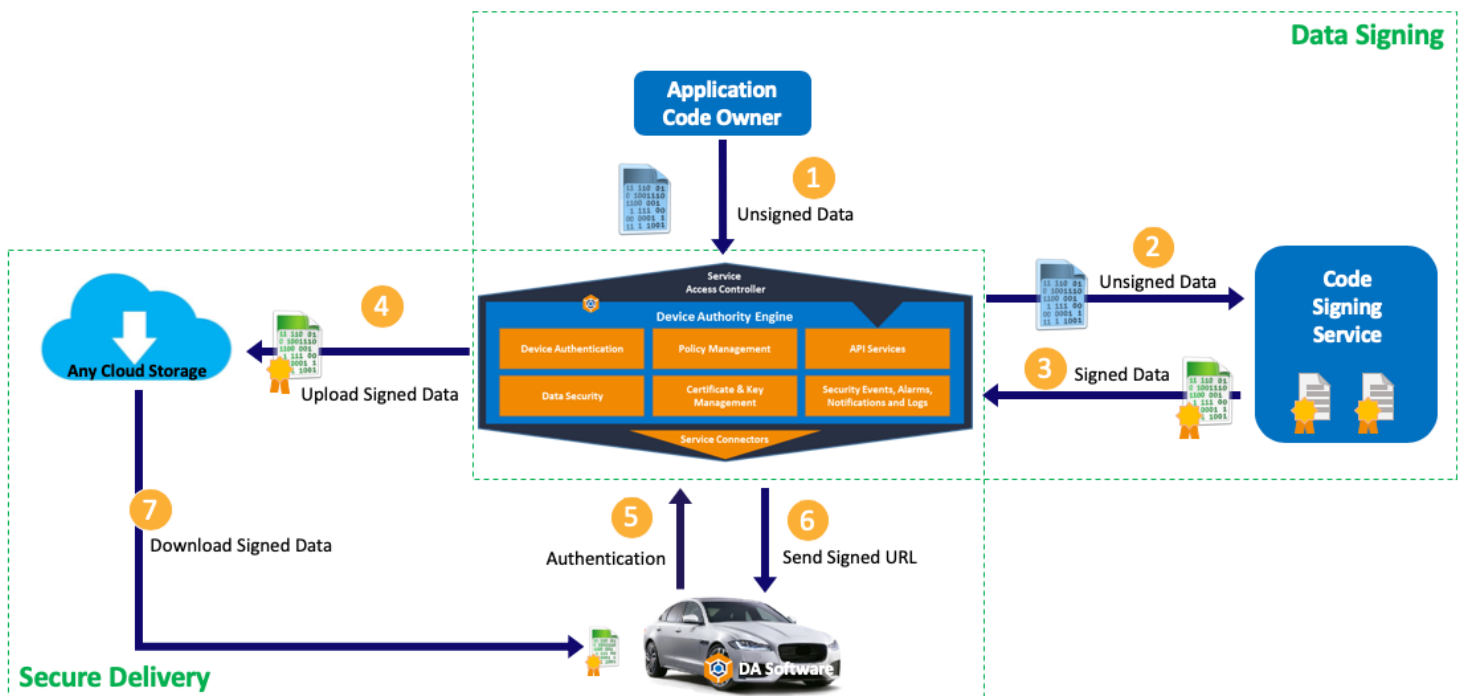 Data Signing
Application
Code Owner
1
Unsigned Data
2
Unsigned Data
Code
Signing
Service
3
Signed Data
Service
Access Controller
Device Authority Engine
Device Authentication
Policy Management
API Services
Data Security
Certificate & Key
Management
Security Events, Alarms,
Notifications and Logs
Service Connectors
4
Any Cloud Storage
Upload Signed Data
5
Authentication
6
Send Signed URL
7
Download Signed Data
DA Software
Secure Delivery